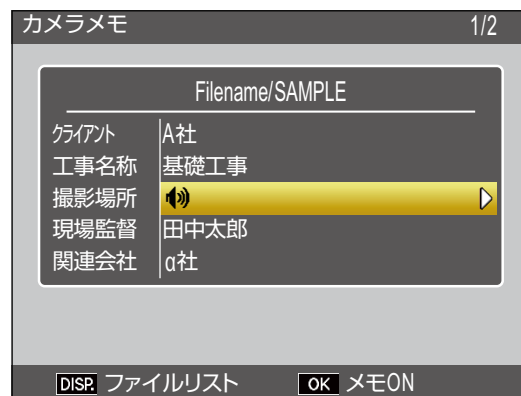 カメラメモ 1/2
Filename/SAMPLE
クライアント A社
工事名称 基礎工事
撮影場所
現場監督 田中太郎
関連会社 α社
DISP. ファイルリスト OK メモON